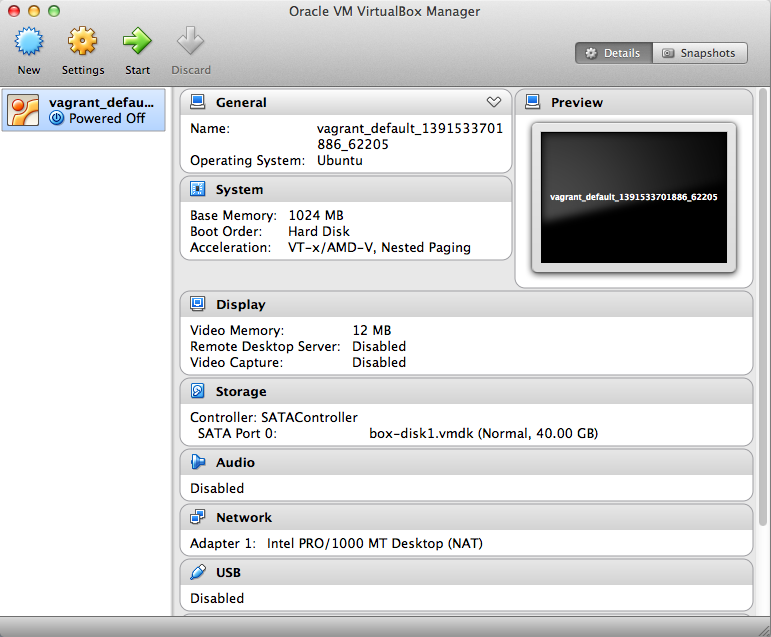 Oracle VM VirtualBox Manager
New Settings Start Discard
Details Snapshots
vagrant_defau...
Powered Off
General
Name: vagrant_default_1391533701
886_62205
Operating System: Ubuntu
Preview
vagrant_default_1391533701886_62205
System
Base Memory: 1024 MB
Boot Order: Hard Disk
Acceleration: VT-x/AMD-V, Nested Paging
Display
Video Memory: 12 MB
Remote Desktop Server: Disabled
Video Capture: Disabled
Storage
Controller: SATAController
SATA Port 0: box-disk1.vmdk (Normal, 40.00 GB)
Audio
Disabled
Network
Adapter 1: Intel PRO/1000 MT Desktop (NAT)
USB
Disabled